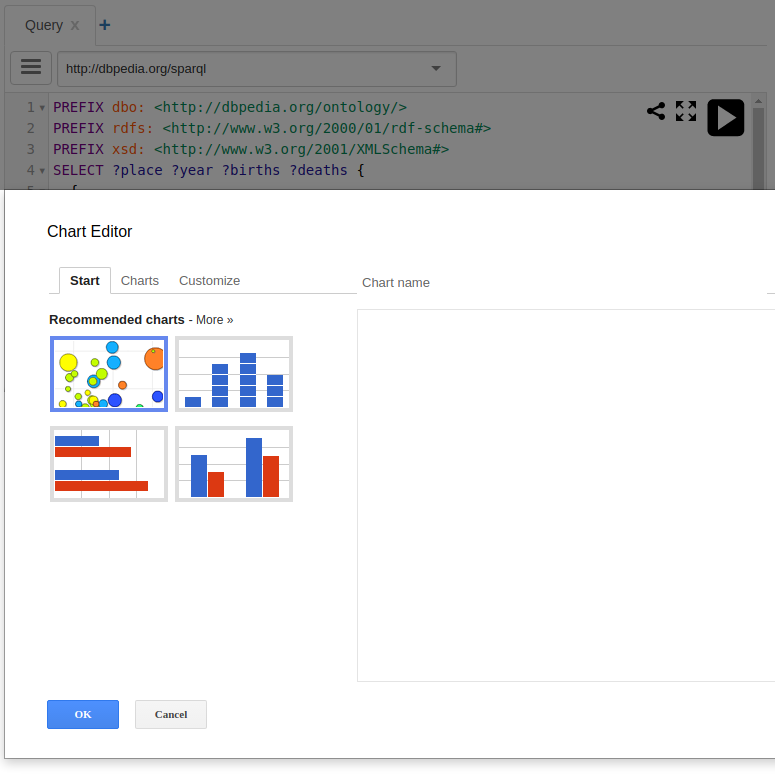 Query x +
http://dbpedia.org/sparql
1 PREFIX dbo: <http://dbpedia.org/ontology/>
2 PREFIX rdfs: <http://www.w3.org/2000/01/rdf-schema#>
3 PREFIX xsd: <http://www.w3.org/2001/XMLSchema#>
4 SELECT ?place ?year ?births ?deaths {
Chart Editor
Start Charts Customize Chart name
Recommended charts - More »
OK Cancel